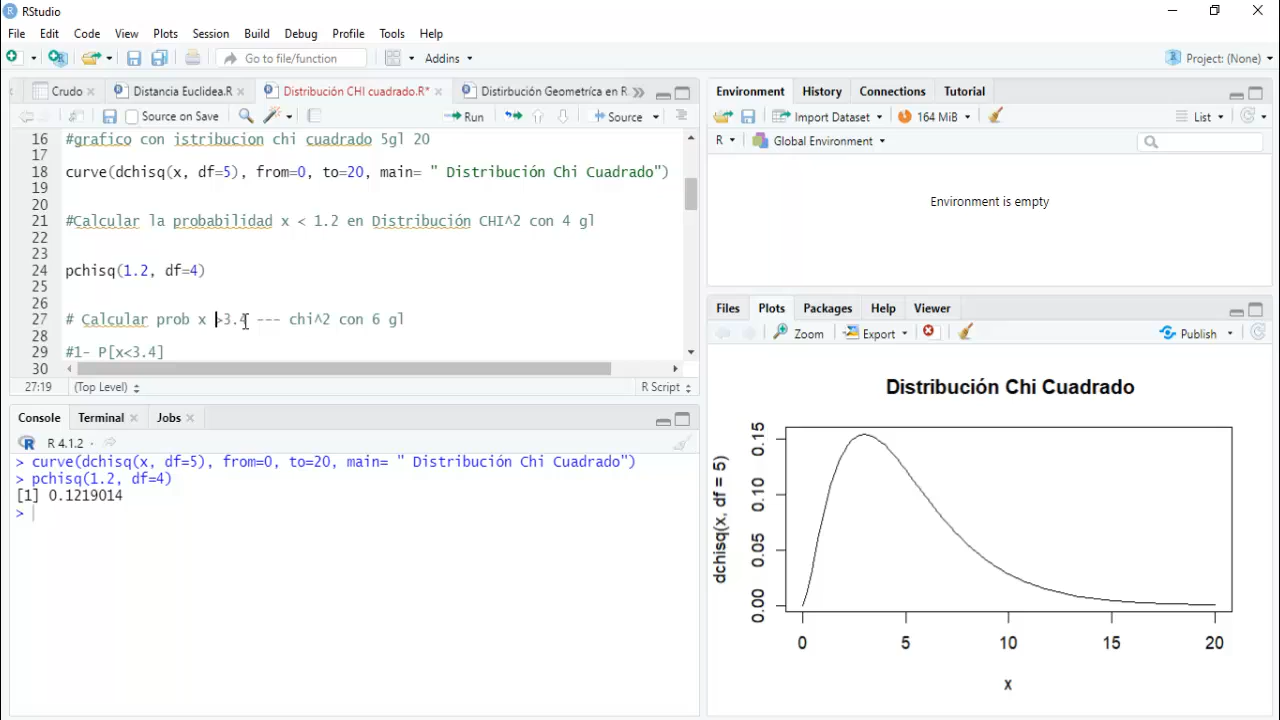 RStudio
File Edit Code View Plots Session Build Debug Profile Tools Help
Go to file/function Addins Project: (None)
Crudo Distancia Euclidea.R Distribución CHI cuadrado.R* Distirbución Geometríca en R.
Source on Save Run Source
16 #grafico con istribucion chi cuadrado 5gl 20
17
18 curve(dchisq(x, df=5), from=0, to=20, main= " Distribución Chi Cuadrado")
19
20
21 #Calcular la probabilidad x < 1.2 en Distribución CHI^2 con 4 gl
22
23
24 pchisq(1.2, df=4)
25
26
27 # Calcular prob x >3.4 --- chi^2 con 6 gl
28
29 #1- P[x<3.4]
30
27:19 (Top Level) R Script
Console Terminal Jobs
R 4.1.2 ·
> curve(dchisq(x, df=5), from=0, to=20, main= " Distribución Chi Cuadrado")
> pchisq(1.2, df=4)
[1] 0.1219014
>
Environment History Connections Tutorial
Import Dataset 164 MiB List
R Global Environment
Environment is empty
Files Plots Packages Help Viewer
Zoom Export Publish
Distribución Chi Cuadrado
dchisq(x, df = 5)
0.15
0.10
0.05
0.00
0 5 10 15 20
x